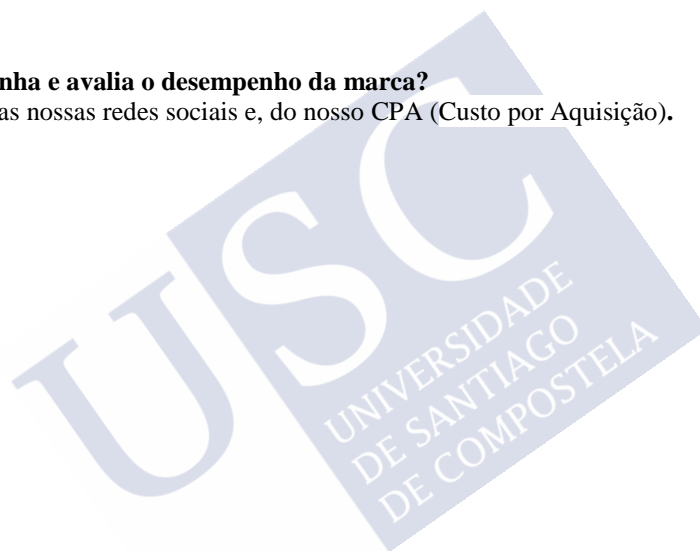 nha e avalia o desempenho da marca?
as nossas redes sociais e, do nosso CPA (Custo por Aquisição).
USC
UNIVERSIDADE
DE SANTIAGO
DE COMPOSTELA